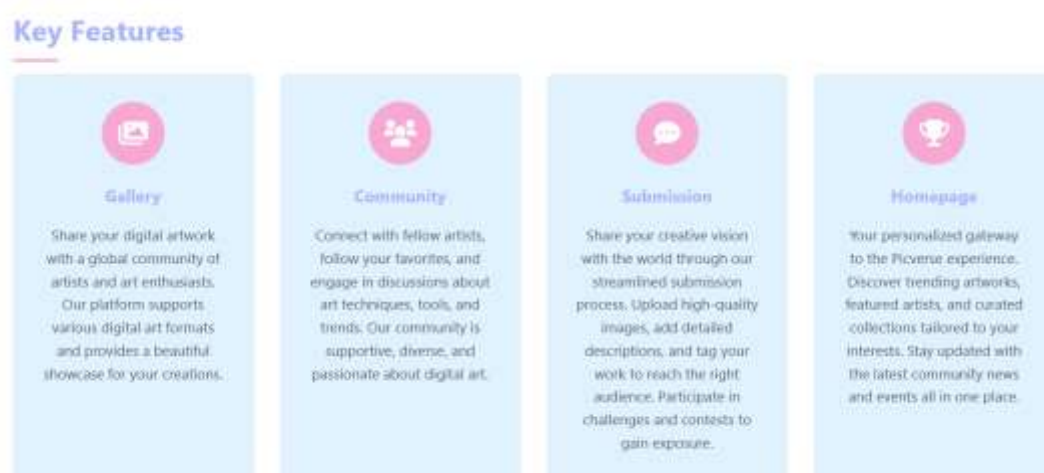 Key Features
Gallery
Share your digital artwork
with a global community of
artists and art enthusiasts.
Our platform supports
various digital art formats
and provides a beautiful
showcase for your creations.
Community
Connect with fellow artists,
follow your favorites, and
engage in discussions about
art techniques, tools, and
trends. Our community is
supportive, diverse, and
passionate about digital art.
Submission
Share your creative vision
with the world through our
streamlined submission
process. Upload high-quality
images, add detailed
descriptions, and tag your
work to reach the right
audience. Participate in
challenges and contests to
gain exposure.
Homepage
Your personalized gateway
to the Picverse experience.
Discover trending artworks,
featured artists, and curated
collections tailored to your
interests. Stay updated with
the latest community news
and events all in one place.